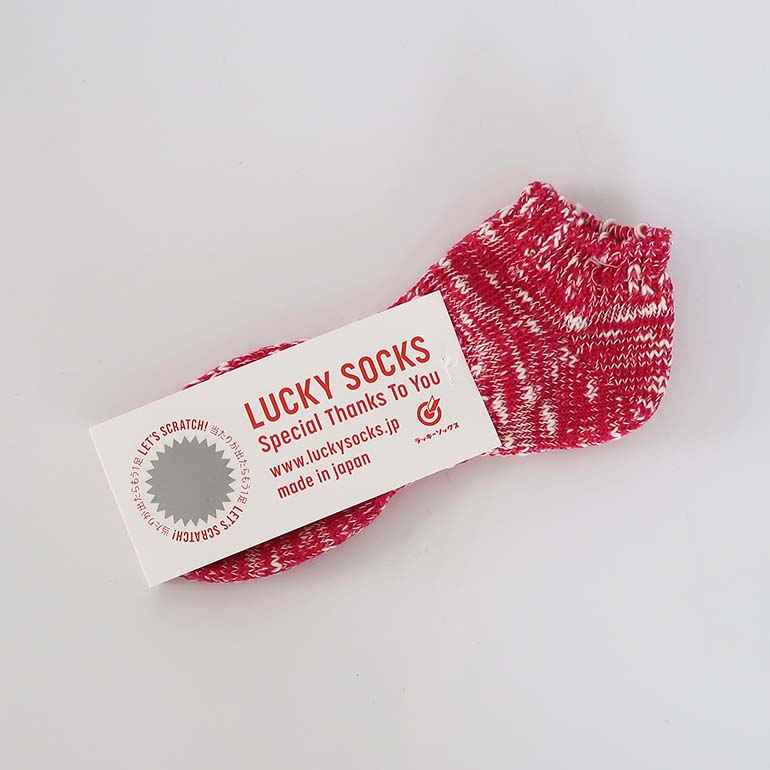 LUCKY SOCKS
Special Thanks To You
www.luckysocks.jp
made in japan
ラッキーソックス
LET'S SCRATCH! 当たりが出たらもう1足 LET'S SCRATCH! 当たりが出たらもう1足